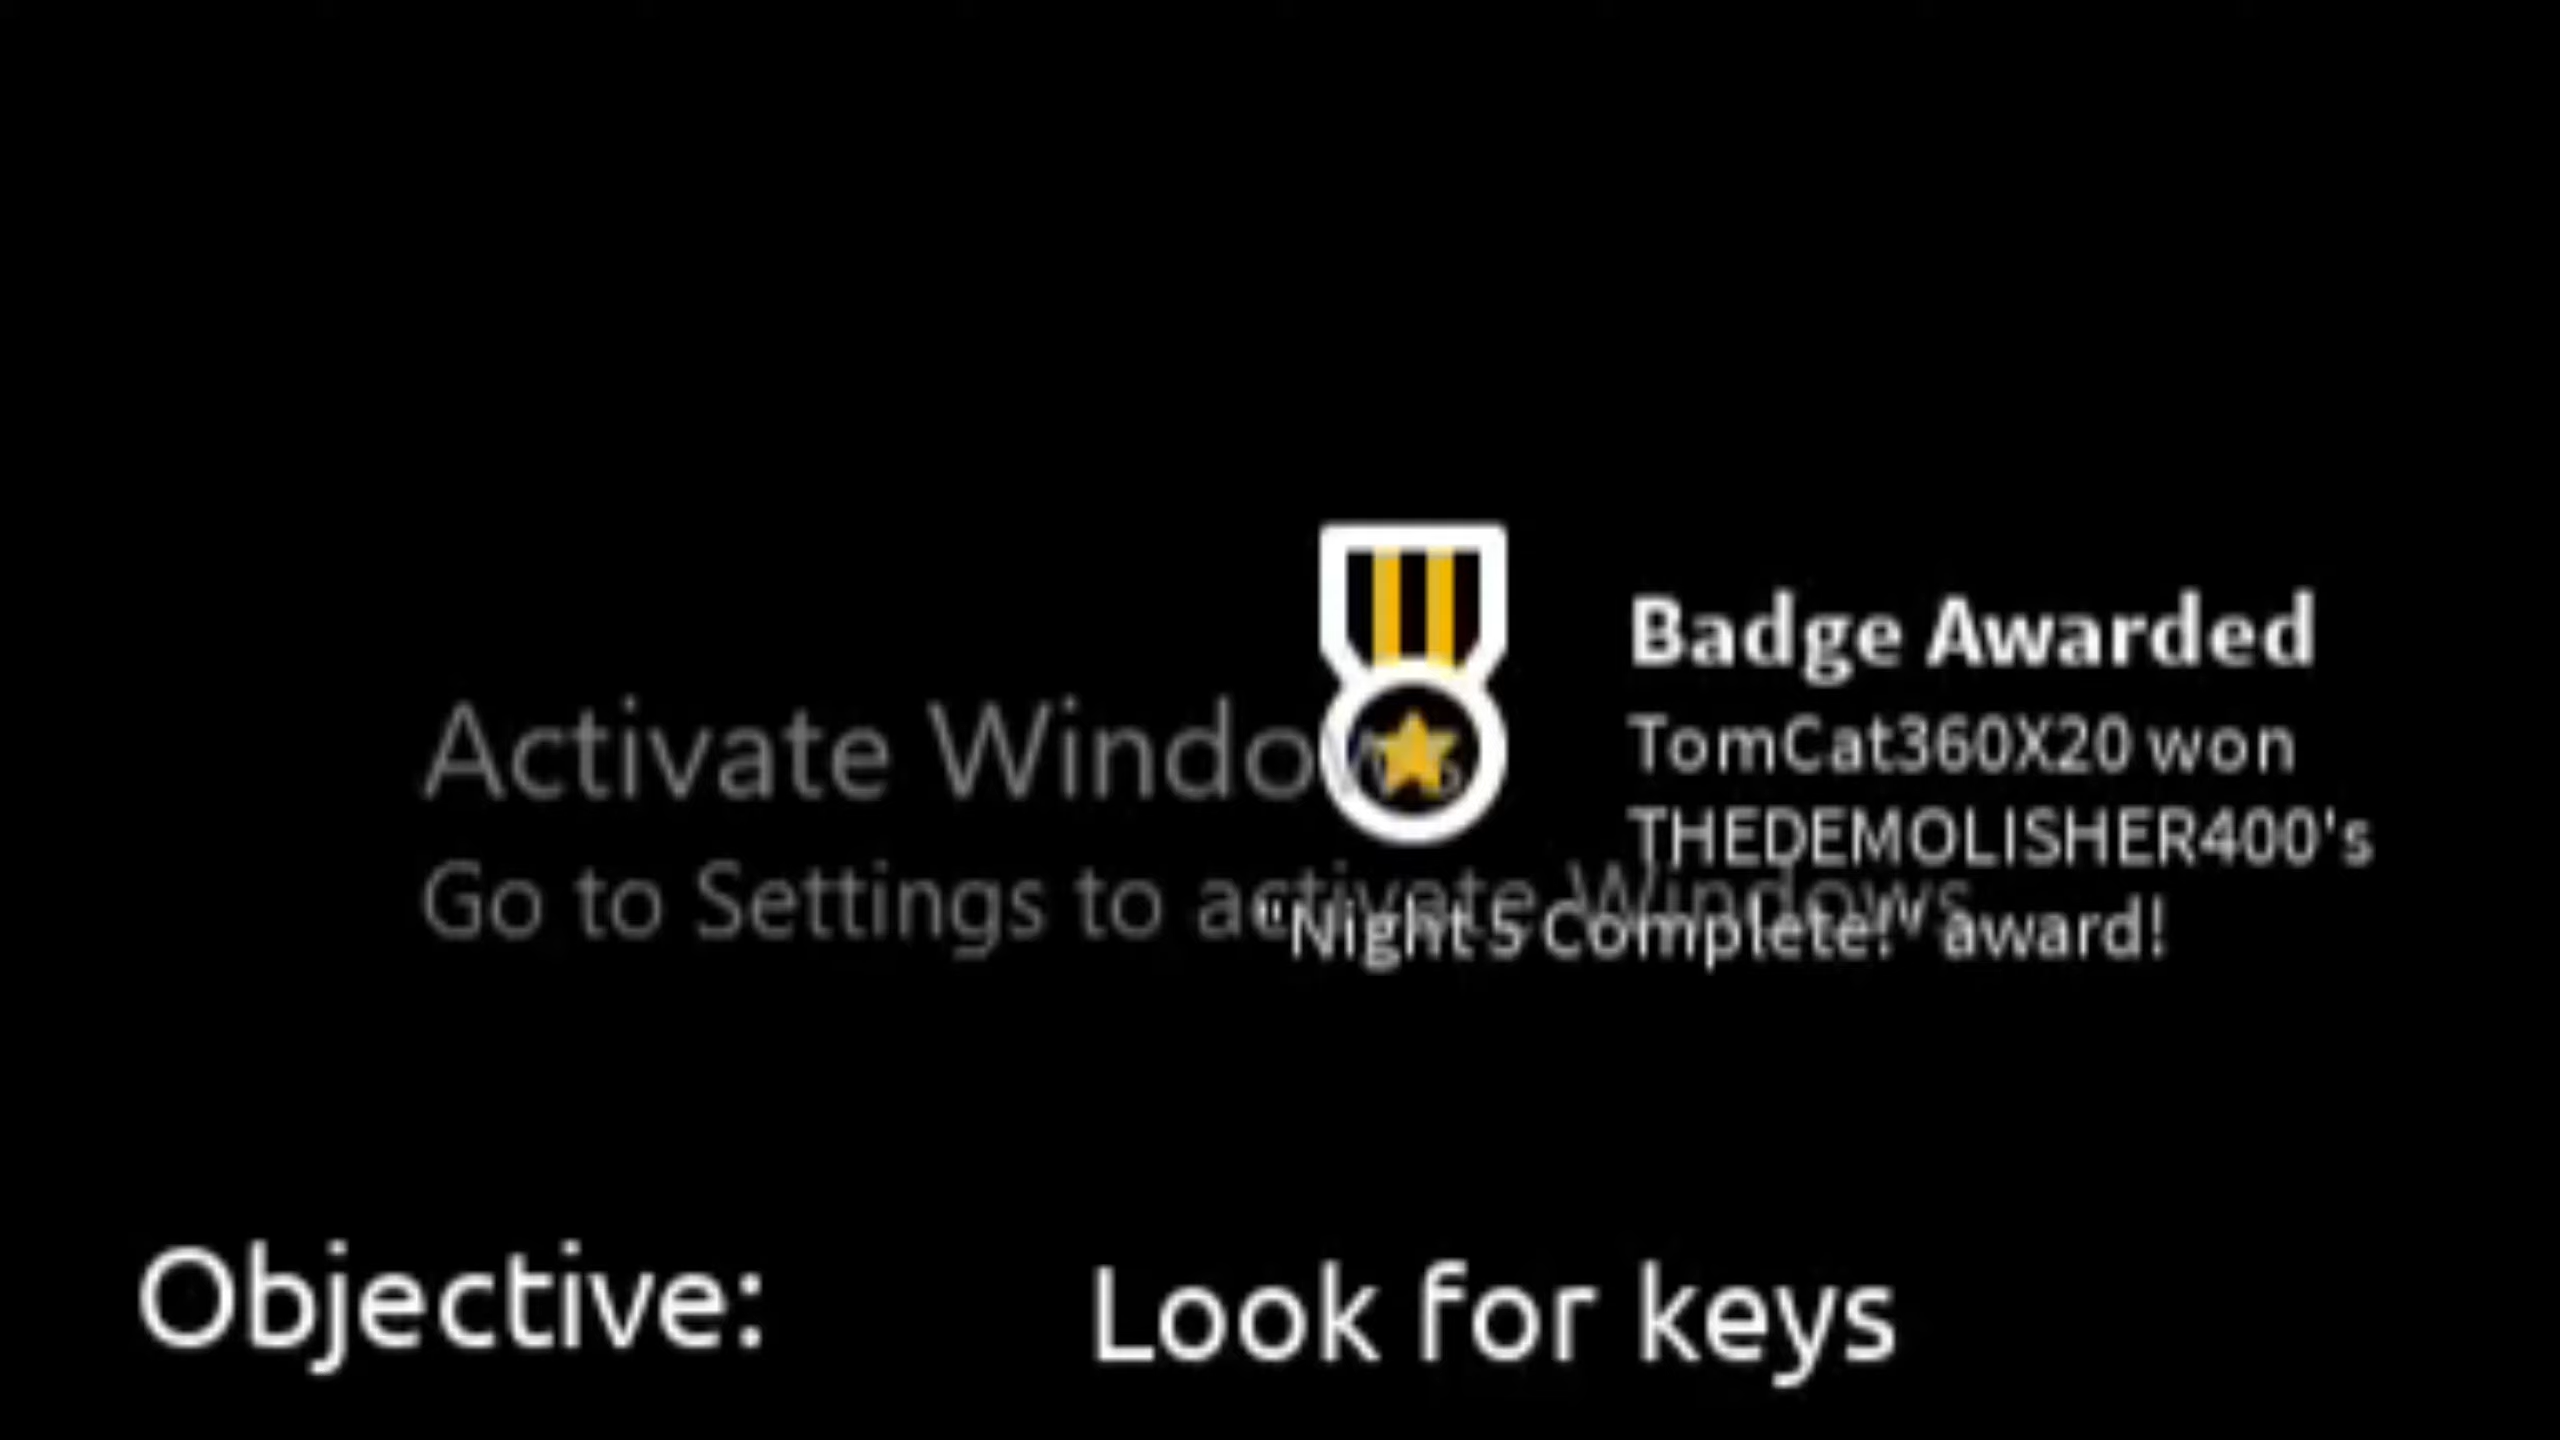 Badge Awarded
TomCat360X20 won
THEDEMOLISHER400's
"Night 5 Complete!" award!
Activate Windows
Go to Settings to activate Windows.
Objective:
Look for keys